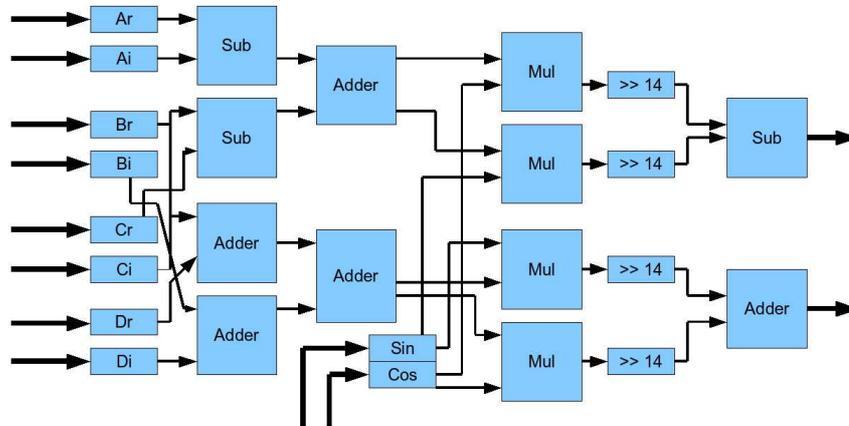 Ar
Ai
Br
Bi
Cr
Ci
Dr
Di
Sub
Sub
Adder
Adder
Adder
Adder
Sin
Cos
Mul
Mul
Mul
Mul
>> 14
>> 14
>> 14
>> 14
Sub
Adder